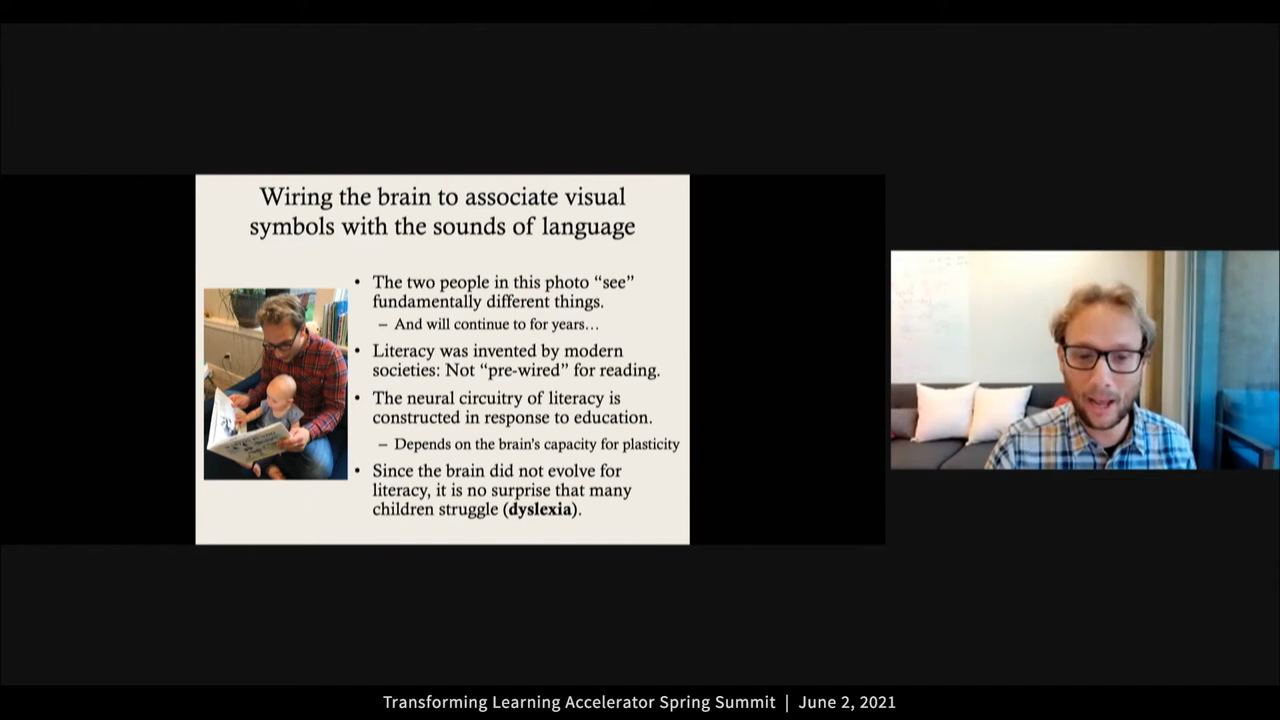 Wiring the brain to associate visual
symbols with the sounds of language
• The two people in this photo “see”
fundamentally different things.
– And will continue to for years…
• Literacy was invented by modern
societies: Not “pre-wired” for reading.
• The neural circuitry of literacy is
constructed in response to education.
– Depends on the brain's capacity for plasticity
• Since the brain did not evolve for
literacy, it is no surprise that many
children struggle (dyslexia).
Transforming Learning Accelerator Spring Summit | June 2, 2021